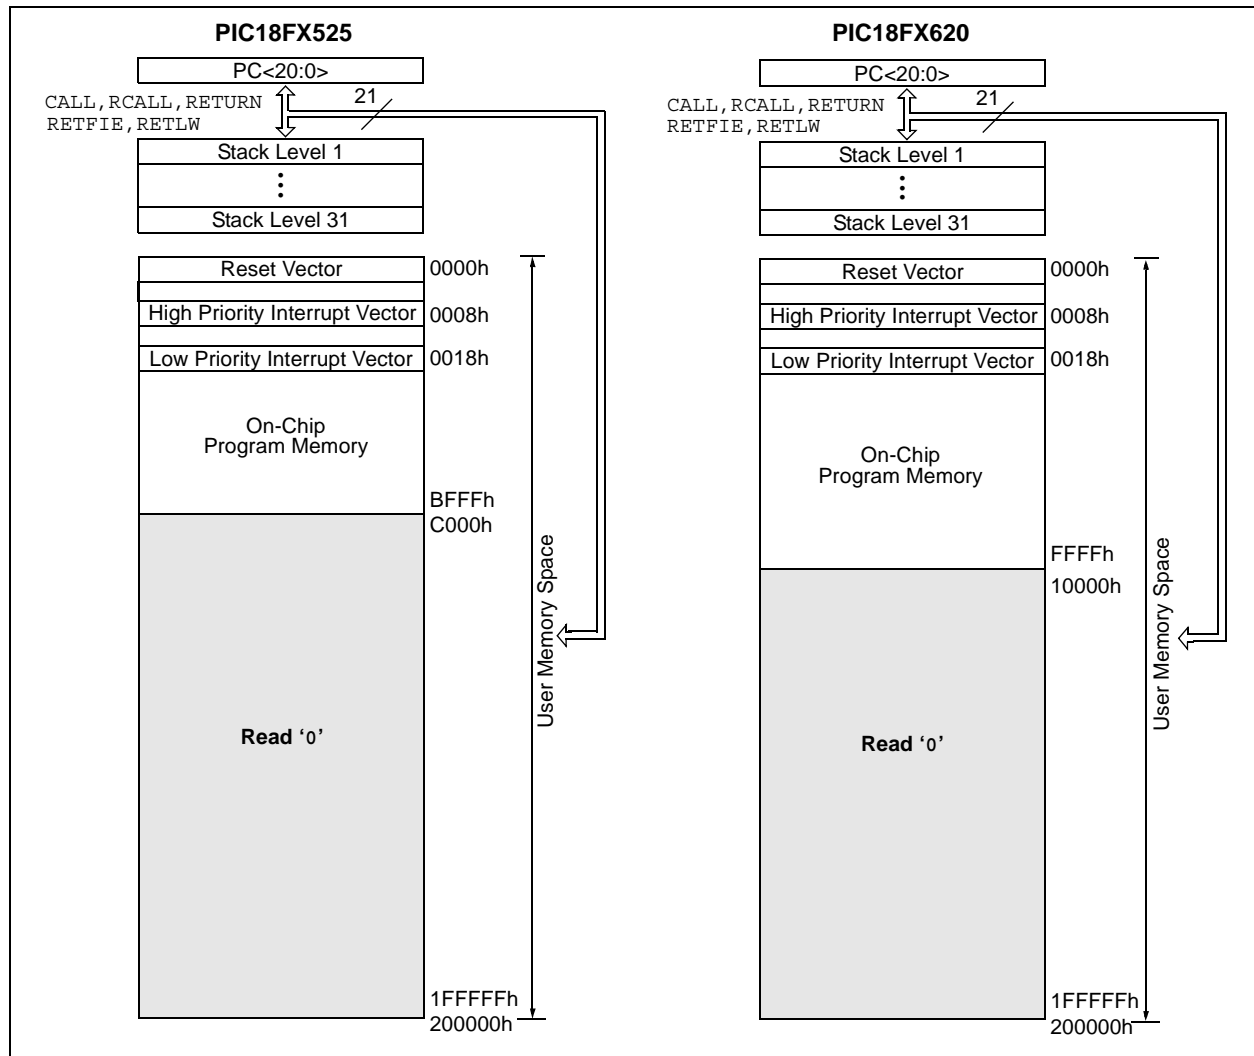 PIC18FX525
PC<20:0>
CALL,RCALL,RETURN
RETFIE,RETLW
21
Stack Level 1
Stack Level 31
Reset Vector
0000h
High Priority Interrupt Vector
0008h
Low Priority Interrupt Vector
0018h
On-Chip
Program Memory
BFFFh
C000h
User Memory Space
Read ‘0’
1FFFFFh
200000h
PIC18FX620
PC<20:0>
CALL,RCALL,RETURN
RETFIE,RETLW
21
Stack Level 1
Stack Level 31
Reset Vector
0000h
High Priority Interrupt Vector
0008h
Low Priority Interrupt Vector
0018h
On-Chip
Program Memory
FFFFh
10000h
User Memory Space
Read ‘0’
1FFFFFh
200000h